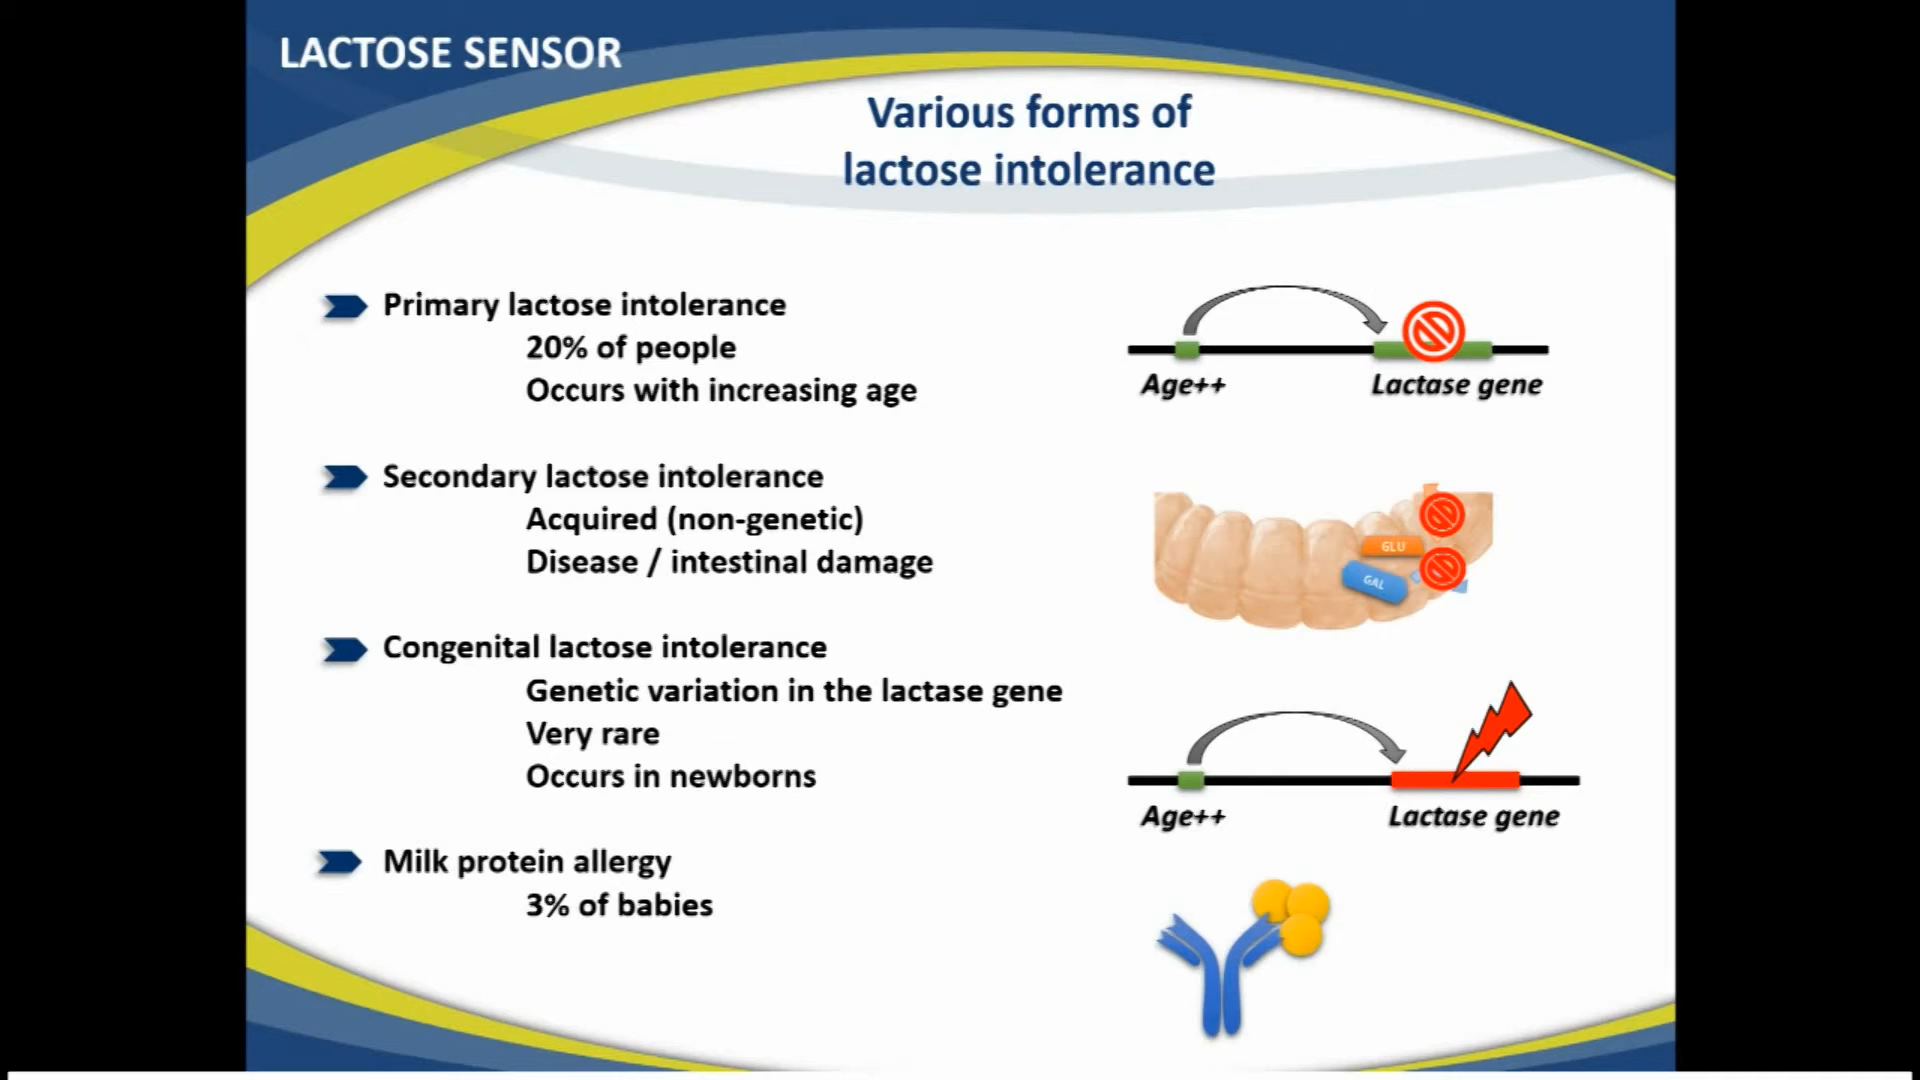 LACTOSE SENSOR
Various forms of
lactose intolerance
Primary lactose intolerance
20% of people
Occurs with increasing age
Age++
Lactase gene
Secondary lactose intolerance
Acquired (non-genetic)
Disease / intestinal damage
GLU
GAL
Congenital lactose intolerance
Genetic variation in the lactase gene
Very rare
Occurs in newborns
Age++
Lactase gene
Milk protein allergy
3% of babies